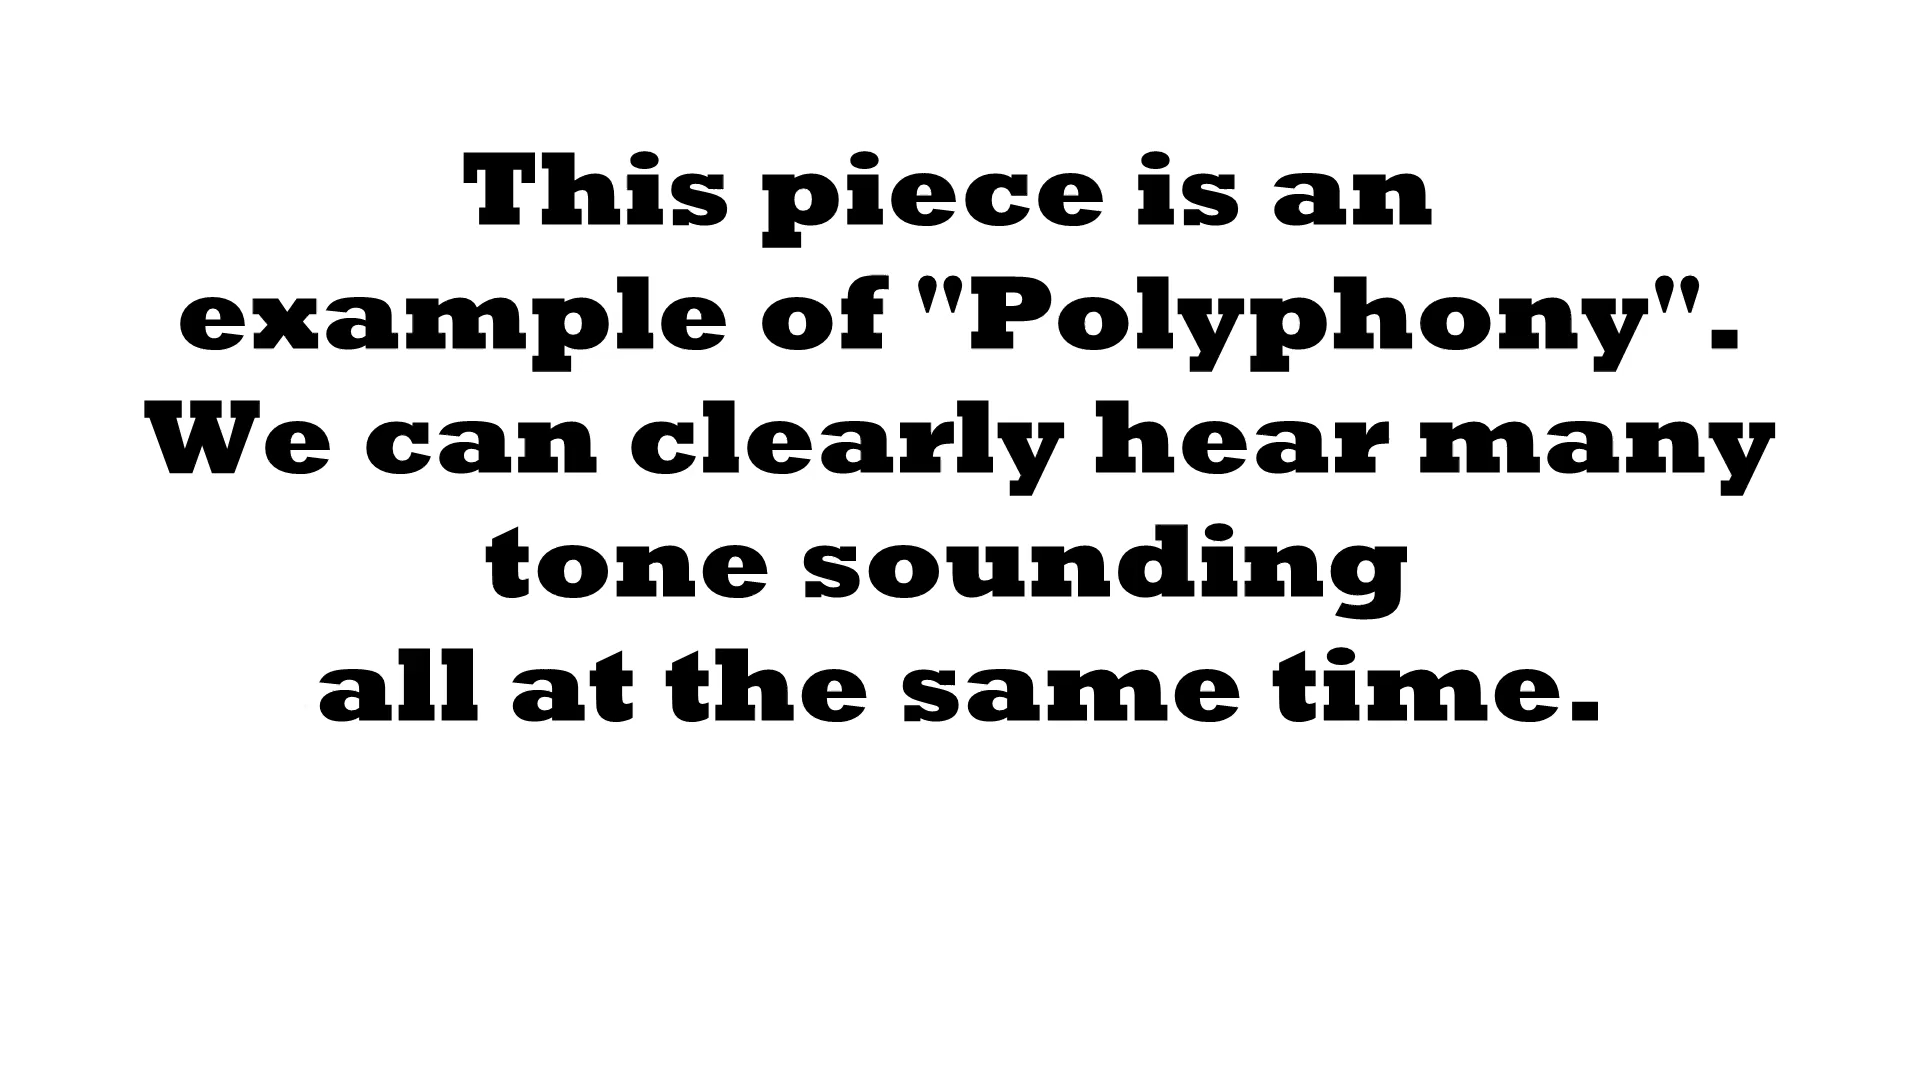 This piece is an
example of "Polyphony".
We can clearly hear many
tone sounding
all at the same time.